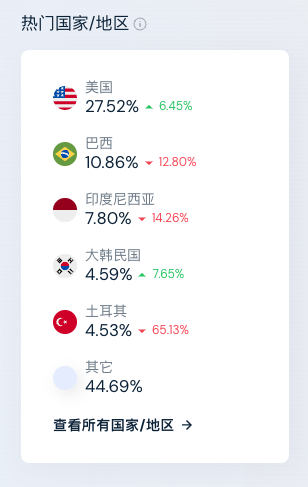 热门国家/地区
美国
27.52% 6.45%
巴西
10.86% 12.80%
印度尼西亚
7.80% 14.26%
大韩民国
4.59% 7.65%
土耳其
4.53% 65.13%
其它
44.69%
查看所有国家/地区 →